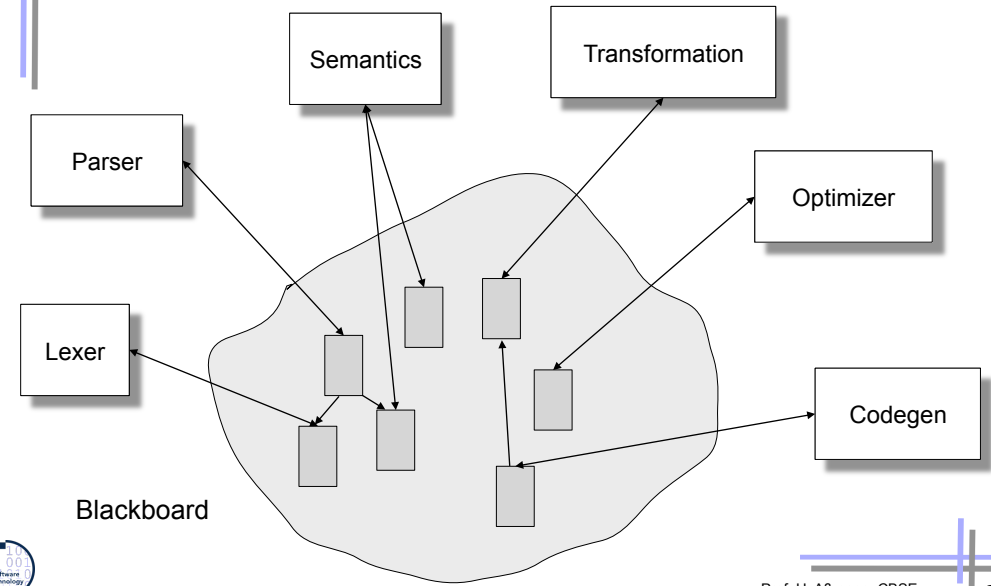 Semantics
Transformation
Parser
Optimizer
Lexer
Codegen
Blackboard